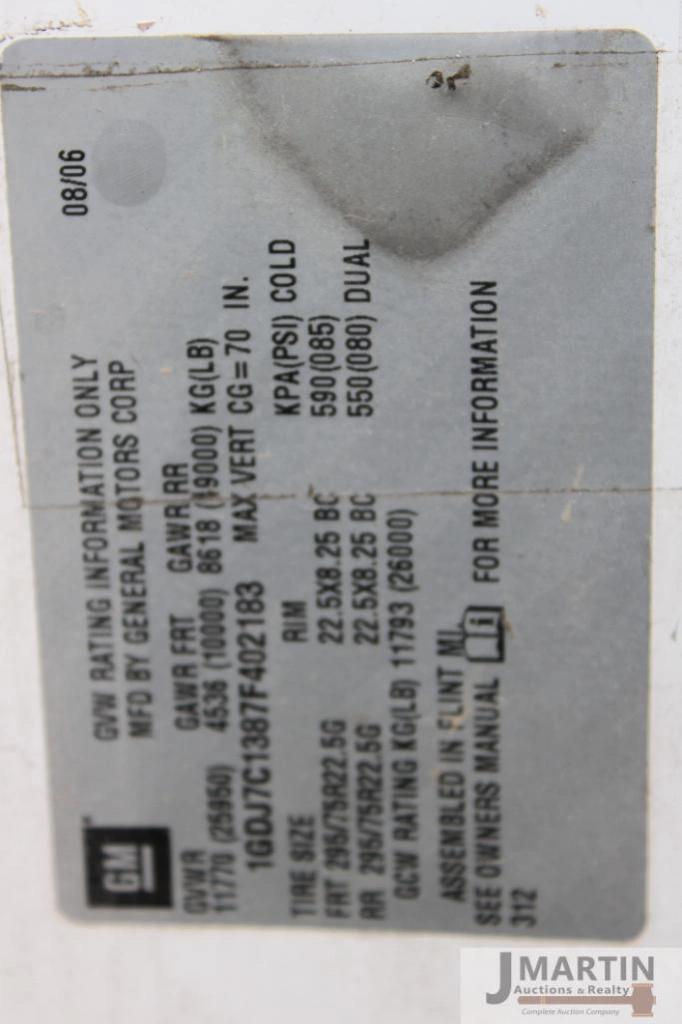 GM
GVW RATING INFORMATION ONLY 08/06
MFD BY GENERAL MOTORS CORP
GVWR GAWR FRT GAWR RR
11770 (25950) 4536 (10000) 8618 (19000) KG(LB)
1GDJ7C1387F402183 MAX VERT CG=70 IN.
TIRE SIZE RIM KPA(PSI) COLD
FRT 295/75R22.5G 22.5X8.25 BC 590(085)
RR 295/75R22.5G 22.5X8.25 BC 550(080) DUAL
GCW RATING KG(LB) 11793 (26000)
ASSEMBLED IN FLINT MI.
SEE OWNERS MANUAL i FOR MORE INFORMATION
312
J MARTIN
Auctions & Realty
Complete Auction Company